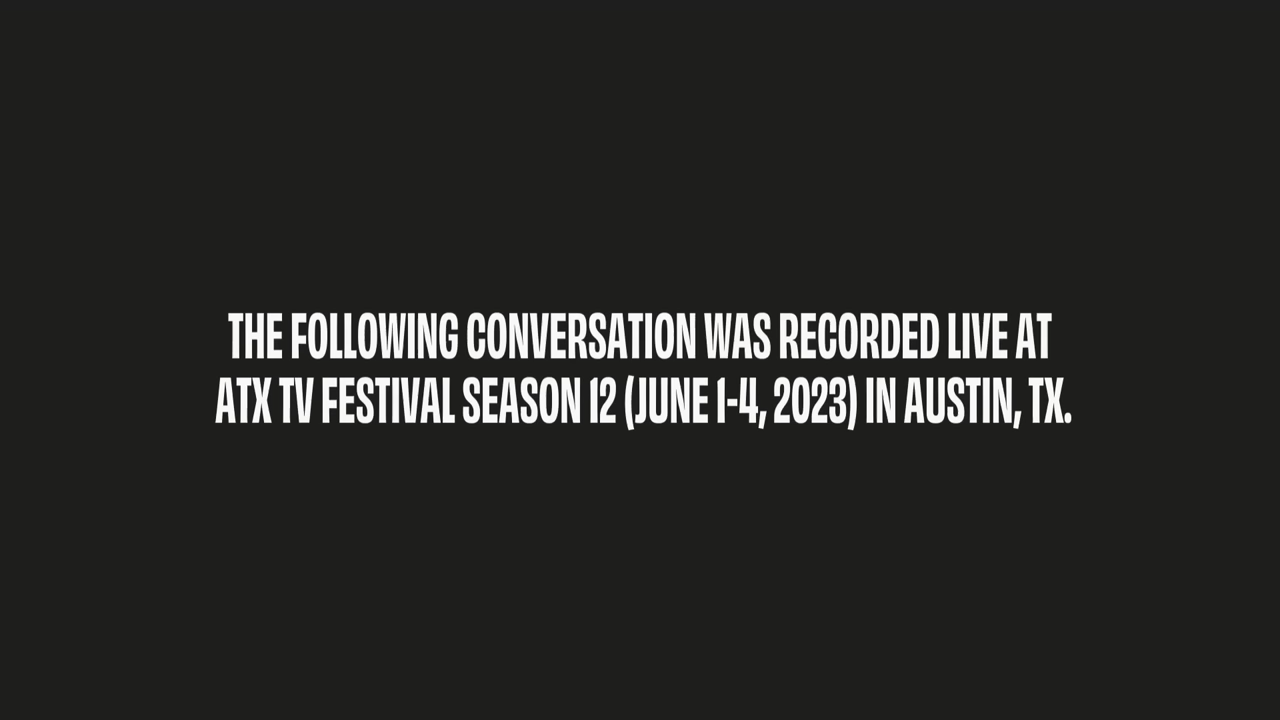 THE FOLLOWING CONVERSATION WAS RECORDED LIVE AT
ATX TV FESTIVAL SEASON 12 (JUNE 1-4, 2023) IN AUSTIN, TX.